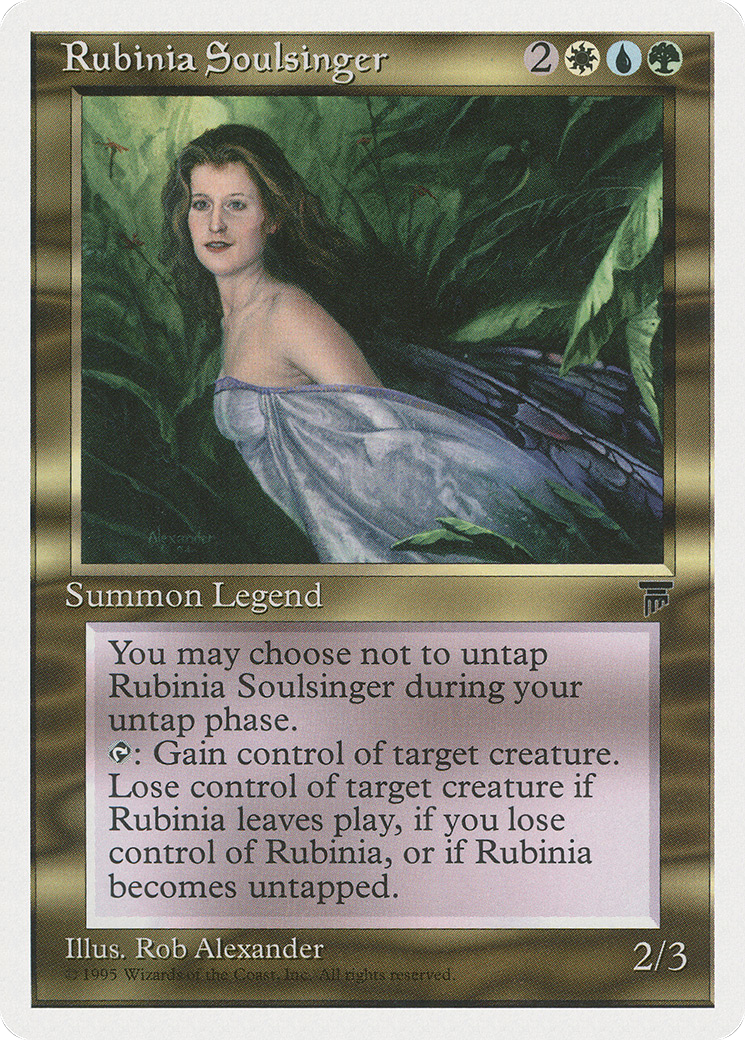 Rubinia Soulsinger 2
Alexander
Summon Legend
You may choose not to untap
Rubinia Soulsinger during your
untap phase.
: Gain control of target creature.
Lose control of target creature if
Rubinia leaves play, if you lose
control of Rubinia, or if Rubinia
becomes untapped.
Illus. Rob Alexander
© 1995 Wizards of the Coast, Inc. All rights reserved.
2/3